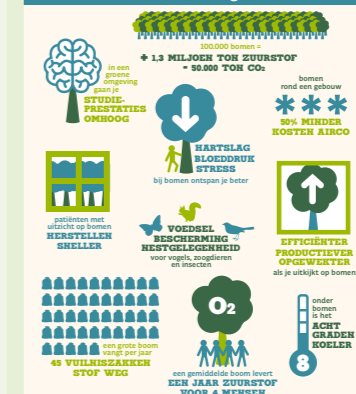 100.000 bomen =
+ 1,3 MILJOEN TON ZUURSTOF
- 50.000 TON CO₂
in een
groene
omgeving
gaan je
STUDIE-
PRESTATIES
OMHOOG
HARTSLAG
BLOEDDRUK
STRESS
bij bomen ontspan je beter
bomen
rond een gebouw
50% MINDER
KOSTEN AIRCO
patiënten met
uitzicht op bomen
HERSTELLEN
SNELLER
VOEDSEL
BESCHERMING
NESTGELEGENHEID
voor vogels, zoogdieren
en insecten
EFFICIËNTER
PRODUCTIEVER
OPGEWEKTER
als je uitkijkt op bomen
een grote boom
vangt per jaar
45 VUILNISZAKKEN
STOF WEG
O₂
een gemiddelde boom levert
EEN JAAR ZUURSTOF
VOOR 4 MENSEN
onder
bomen
is het
ACHT
GRADEN
KOELER
8